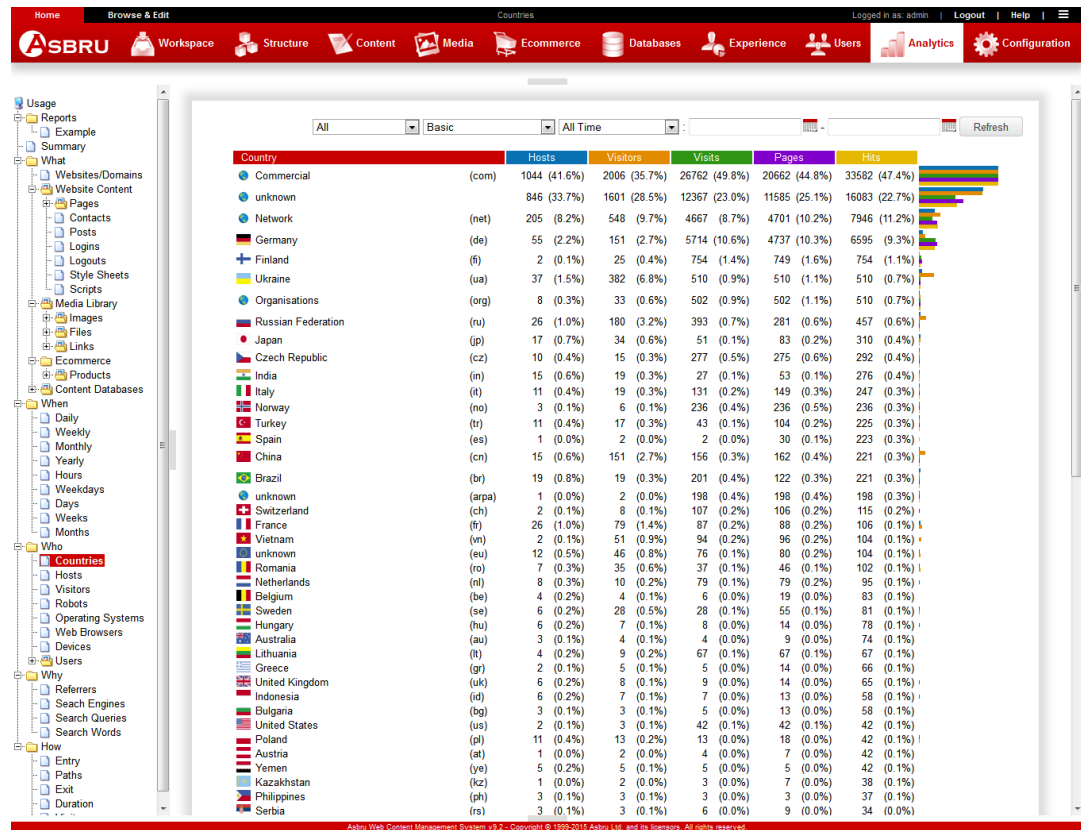 Home Browse & Edit Countries Logged in as: admin | Logout | Help |
ASBRU Workspace Structure Content Media Ecommerce Databases Experience Users Analytics Configuration
Usage
Reports
Example
Summary
What
Websites/Domains
Website Content
Pages
Contacts
Posts
Logins
Logouts
Style Sheets
Scripts
Media Library
Images
Files
Links
Ecommerce
Products
Content Databases
When
Daily
Weekly
Monthly
Yearly
Hours
Weekdays
Days
Weeks
Months
Who
Countries
Hosts
Visitors
Robots
Operating Systems
Web Browsers
Devices
Users
Why
Referrers
Seach Engines
Search Queries
Search Words
How
Entry
Paths
Exit
Duration
All Basic All Time : - Refresh
Country Hosts Visitors Visits Pages Hits
Commercial (com) 1044 (41.6%) 2006 (35.7%) 26762 (49.8%) 20662 (44.8%) 33582 (47.4%)
unknown 846 (33.7%) 1601 (28.5%) 12367 (23.0%) 11585 (25.1%) 16083 (22.7%)
Network (net) 205 (8.2%) 548 (9.7%) 4667 (8.7%) 4701 (10.2%) 7946 (11.2%)
Germany (de) 55 (2.2%) 151 (2.7%) 5714 (10.6%) 4737 (10.3%) 6595 (9.3%)
Finland (fi) 2 (0.1%) 25 (0.4%) 754 (1.4%) 749 (1.6%) 754 (1.1%)
Ukraine (ua) 37 (1.5%) 382 (6.8%) 510 (0.9%) 510 (1.1%) 510 (0.7%)
Organisations (org) 8 (0.3%) 33 (0.6%) 502 (0.9%) 502 (1.1%) 510 (0.7%)
Russian Federation (ru) 26 (1.0%) 180 (3.2%) 393 (0.7%) 281 (0.6%) 457 (0.6%)
Japan (jp) 17 (0.7%) 34 (0.6%) 51 (0.1%) 83 (0.2%) 310 (0.4%)
Czech Republic (cz) 10 (0.4%) 15 (0.3%) 277 (0.5%) 275 (0.6%) 292 (0.4%)
India (in) 15 (0.6%) 19 (0.3%) 27 (0.1%) 53 (0.1%) 276 (0.4%)
Italy (it) 11 (0.4%) 19 (0.3%) 131 (0.2%) 149 (0.3%) 247 (0.3%)
Norway (no) 3 (0.1%) 6 (0.1%) 236 (0.4%) 236 (0.5%) 236 (0.3%)
Turkey (tr) 11 (0.4%) 17 (0.3%) 43 (0.1%) 104 (0.2%) 225 (0.3%)
Spain (es) 1 (0.0%) 2 (0.0%) 2 (0.0%) 30 (0.1%) 223 (0.3%)
China (cn) 15 (0.6%) 151 (2.7%) 156 (0.3%) 162 (0.4%) 221 (0.3%)
Brazil (br) 19 (0.8%) 19 (0.3%) 201 (0.4%) 122 (0.3%) 221 (0.3%)
unknown (arpa) 1 (0.0%) 2 (0.0%) 198 (0.4%) 198 (0.4%) 198 (0.3%)
Switzerland (ch) 2 (0.1%) 8 (0.1%) 107 (0.2%) 106 (0.2%) 115 (0.2%)
France (fr) 26 (1.0%) 79 (1.4%) 87 (0.2%) 88 (0.2%) 106 (0.1%)
Vietnam (vn) 2 (0.1%) 51 (0.9%) 94 (0.2%) 96 (0.2%) 104 (0.1%)
unknown (eu) 12 (0.5%) 46 (0.8%) 76 (0.1%) 80 (0.2%) 104 (0.1%)
Romania (ro) 7 (0.3%) 35 (0.6%) 37 (0.1%) 46 (0.1%) 102 (0.1%)
Netherlands (nl) 8 (0.3%) 10 (0.2%) 79 (0.1%) 79 (0.2%) 95 (0.1%)
Belgium (be) 4 (0.2%) 4 (0.1%) 6 (0.0%) 19 (0.0%) 83 (0.1%)
Sweden (se) 6 (0.2%) 28 (0.5%) 28 (0.1%) 55 (0.1%) 81 (0.1%)
Hungary (hu) 6 (0.2%) 7 (0.1%) 8 (0.0%) 14 (0.0%) 78 (0.1%)
Australia (au) 3 (0.1%) 4 (0.1%) 4 (0.0%) 9 (0.0%) 74 (0.1%)
Lithuania (lt) 4 (0.2%) 9 (0.2%) 67 (0.1%) 67 (0.1%) 67 (0.1%)
Greece (gr) 2 (0.1%) 5 (0.1%) 5 (0.0%) 14 (0.0%) 66 (0.1%)
United Kingdom (uk) 6 (0.2%) 8 (0.1%) 9 (0.0%) 14 (0.0%) 65 (0.1%)
Indonesia (id) 6 (0.2%) 7 (0.1%) 7 (0.0%) 13 (0.0%) 58 (0.1%)
Bulgaria (bg) 3 (0.1%) 3 (0.1%) 5 (0.0%) 13 (0.0%) 58 (0.1%)
United States (us) 2 (0.1%) 3 (0.1%) 42 (0.1%) 42 (0.1%) 42 (0.1%)
Poland (pl) 11 (0.4%) 13 (0.2%) 13 (0.0%) 18 (0.0%) 42 (0.1%)
Austria (at) 1 (0.0%) 2 (0.0%) 4 (0.0%) 7 (0.0%) 42 (0.1%)
Yemen (ye) 5 (0.2%) 5 (0.1%) 5 (0.0%) 5 (0.0%) 42 (0.1%)
Kazakhstan (kz) 1 (0.0%) 2 (0.0%) 3 (0.0%) 7 (0.0%) 38 (0.1%)
Philippines (ph) 3 (0.1%) 3 (0.1%) 3 (0.0%) 3 (0.0%) 37 (0.1%)
Serbia (rs) 3 (0.1%) 3 (0.1%) 6 (0.0%) 9 (0.0%) 34 (0.0%)
Asbru Web Content Management System v9.2 - Copyright © 1999-2015 Asbru Ltd. and its licensors. All rights reserved.